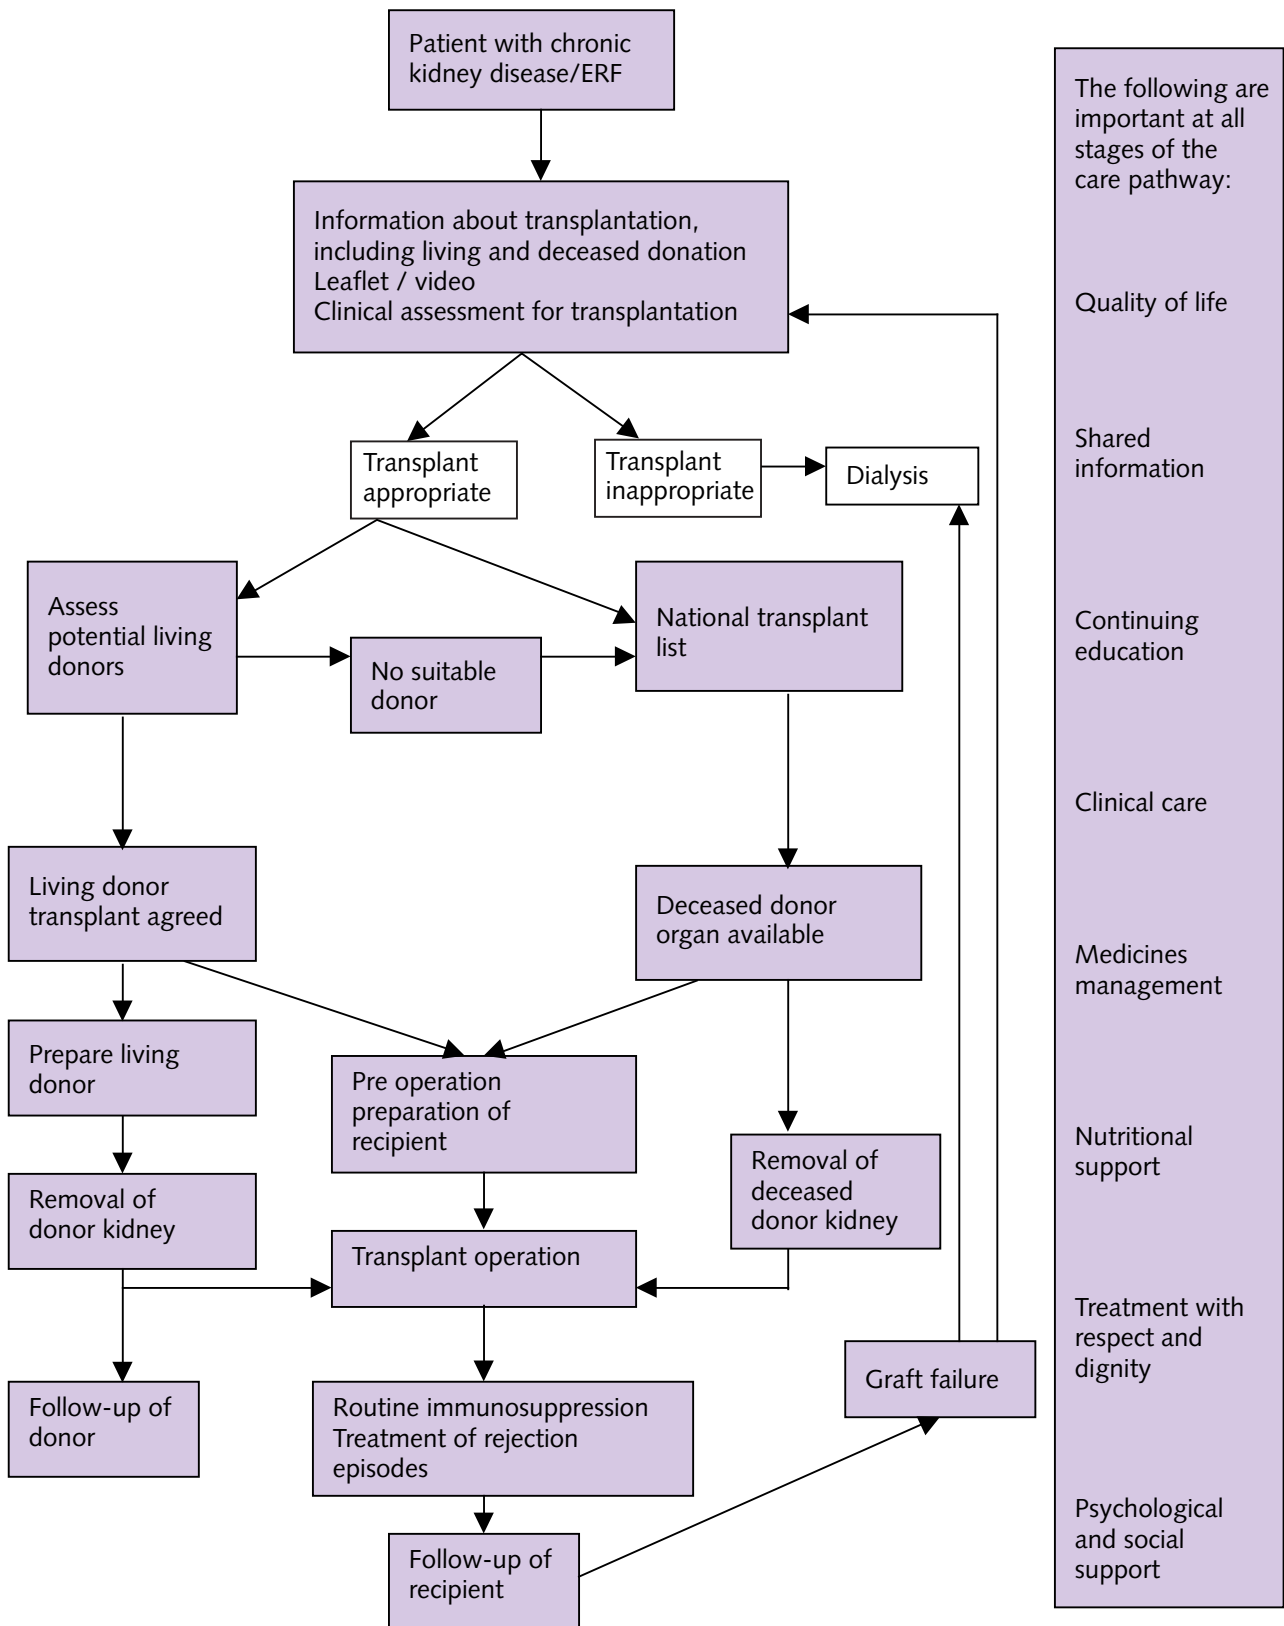 Patient with chronic
kidney disease/ERF
Information about transplantation,
including living and deceased donation
Leaflet / video
Clinical assessment for transplantation
Transplant
appropriate
Transplant
inappropriate
Dialysis
Assess
potential living
donors
No suitable
donor
National transplant
list
Living donor
transplant agreed
Deceased donor
organ available
Prepare living
donor
Pre operation
preparation of
recipient
Removal of
donor kidney
Removal of
deceased
donor kidney
Transplant operation
Follow-up of
donor
Routine immunosuppression
Treatment of rejection
episodes
Graft failure
Follow-up of
recipient
The following are
important at all
stages of the
care pathway:
Quality of life
Shared
information
Continuing
education
Clinical care
Medicines
management
Nutritional
support
Treatment with
respect and
dignity
Psychological
and social
support